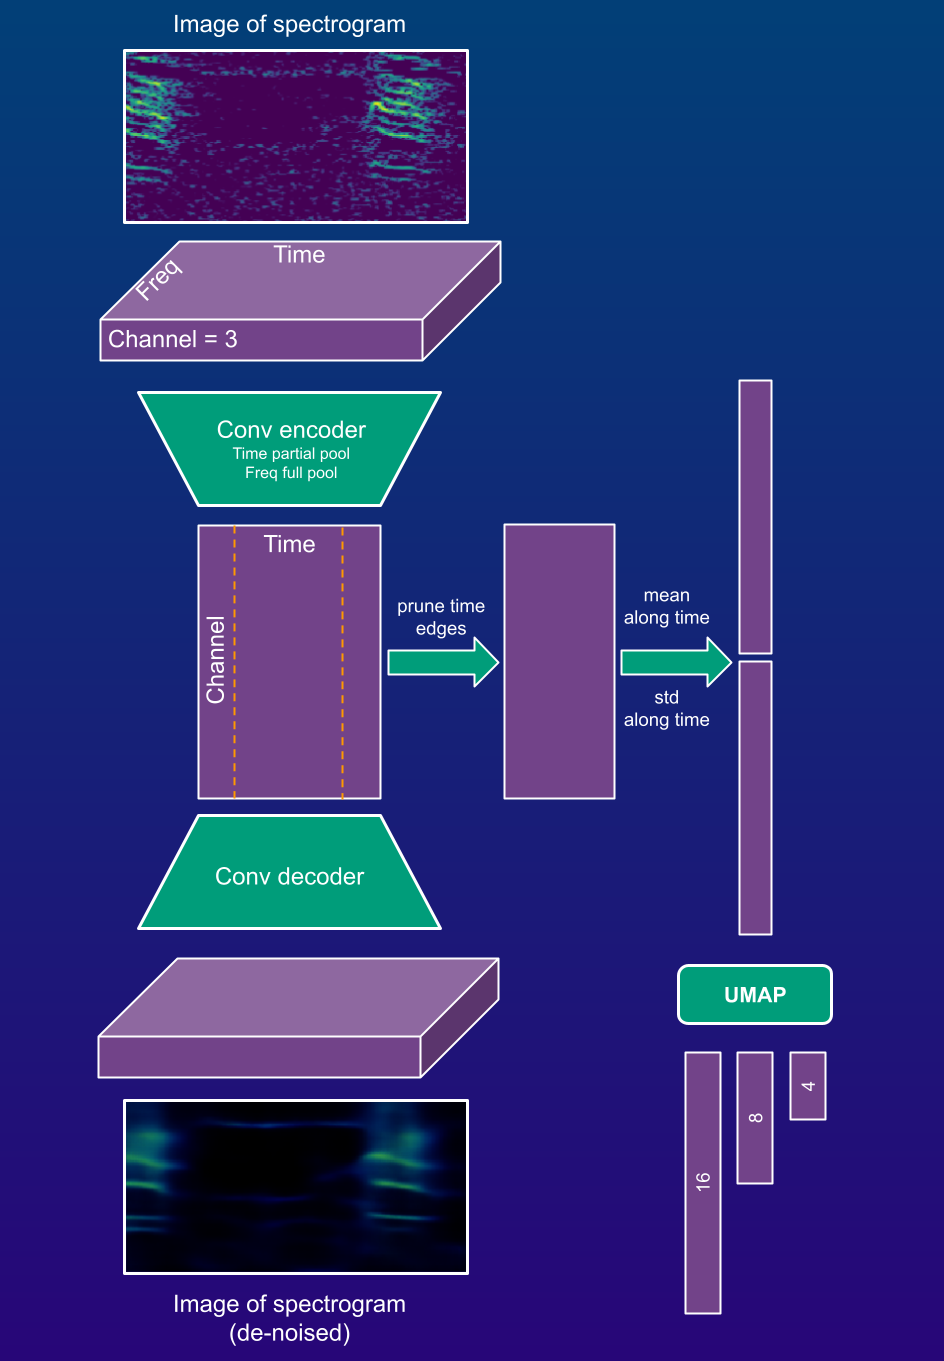 Image of spectrogram
Time
Freq
Channel = 3
Conv encoder
Time partial pool
Freq full pool
Time
Channel
prune time
edges
mean
along time
std
along time
Conv decoder
UMAP
16
8
4
Image of spectrogram
(de-noised)